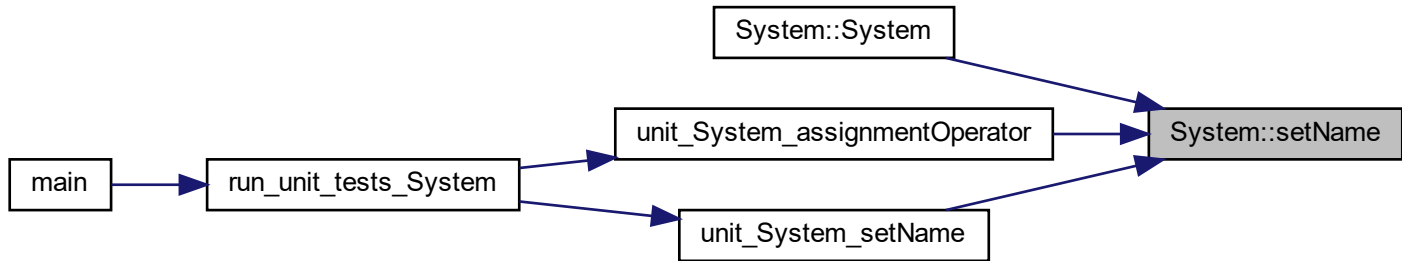 System::System
unit_System_assignmentOperator
System::setName
main
run_unit_tests_System
unit_System_setName